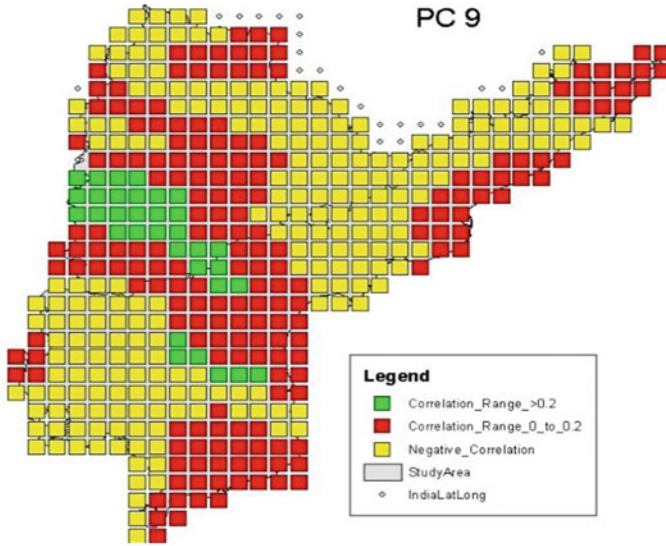 PC 9
Legend
Correlation_Range_>0.2
Correlation_Range_0_to_0.2
Negative_Correlation
StudyArea
IndiaLatLong